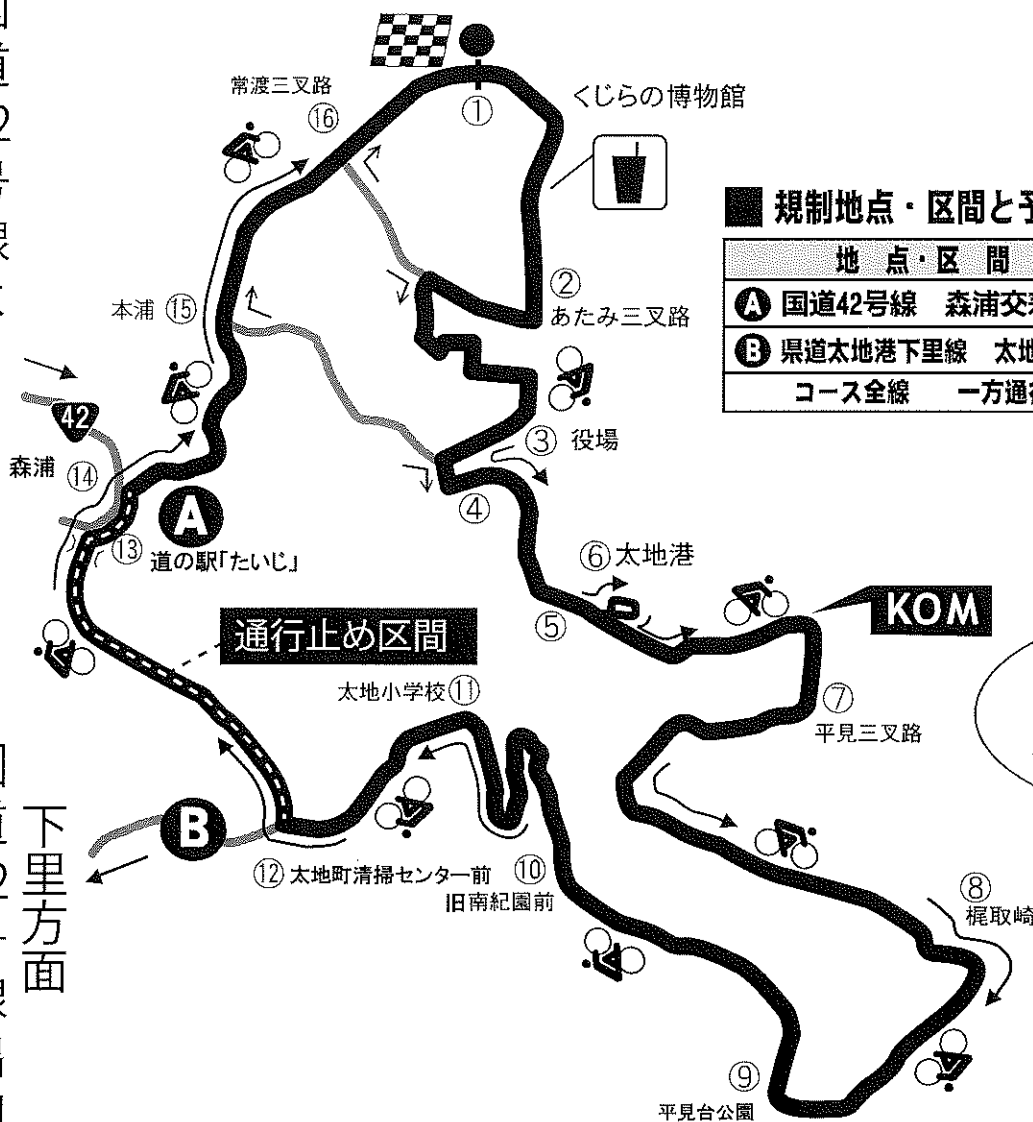 常渡三叉路
⑯
①
くじらの博物館
■ 規制地点・区間と
地点・区間
A 国道42号線 森浦交
B 県道太地港下里線 太
コース全線 一方通
②
あたみ三叉路
本浦 ⑮
42
森浦 ⑭
A
③ 役場
④
⑬ 道の駅「たいじ」
⑥ 太地港
⑤
KOM
通行止め区間
太地小学校 ⑪
⑦
平見三叉路
B
下里方面
⑫ 太地町清掃センター前
⑩
旧南紀園前
⑧
梶取崎
⑨
平見台公園